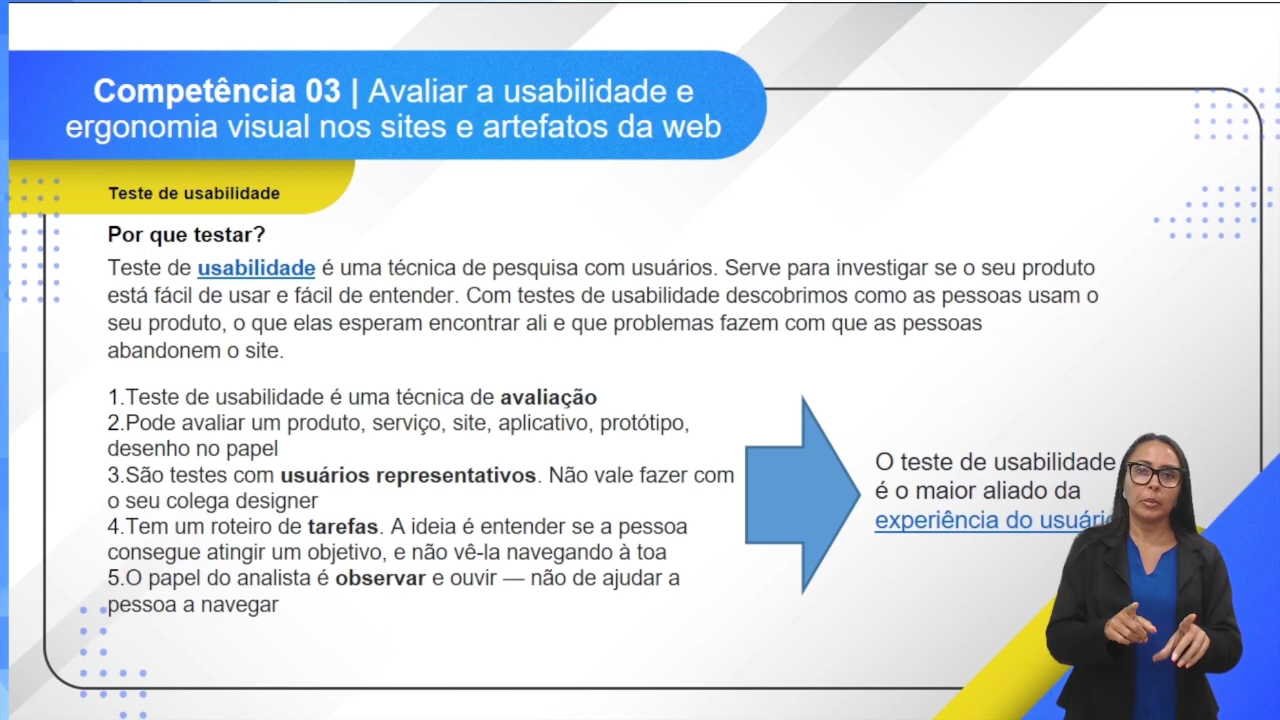 Competência 03 | Avaliar a usabilidade e
ergonomia visual nos sites e artefatos da web
Teste de usabilidade
Por que testar?
Teste de usabilidade é uma técnica de pesquisa com usuários. Serve para investigar se o seu produto
está fácil de usar e fácil de entender. Com testes de usabilidade descobrimos como as pessoas usam o
seu produto, o que elas esperam encontrar ali e que problemas fazem com que as pessoas
abandonem o site.
1.Teste de usabilidade é uma técnica de avaliação
2.Pode avaliar um produto, serviço, site, aplicativo, protótipo,
desenho no papel
3.São testes com usuários representativos. Não vale fazer com
o seu colega designer
4.Tem um roteiro de tarefas. A ideia é entender se a pessoa
consegue atingir um objetivo, e não vê-la navegando à toa
5.O papel do analista é observar e ouvir — não de ajudar a
pessoa a navegar
O teste de usabilidade
é o maior aliado da
experiência do